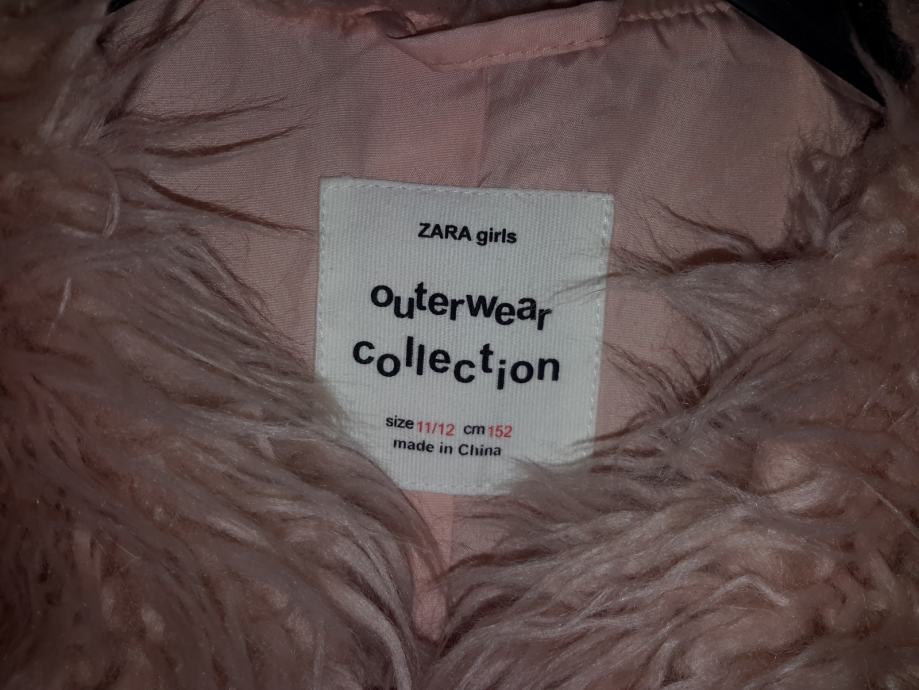 ZARA girls
outerwear
collection
size 11/12 cm 152
made in China